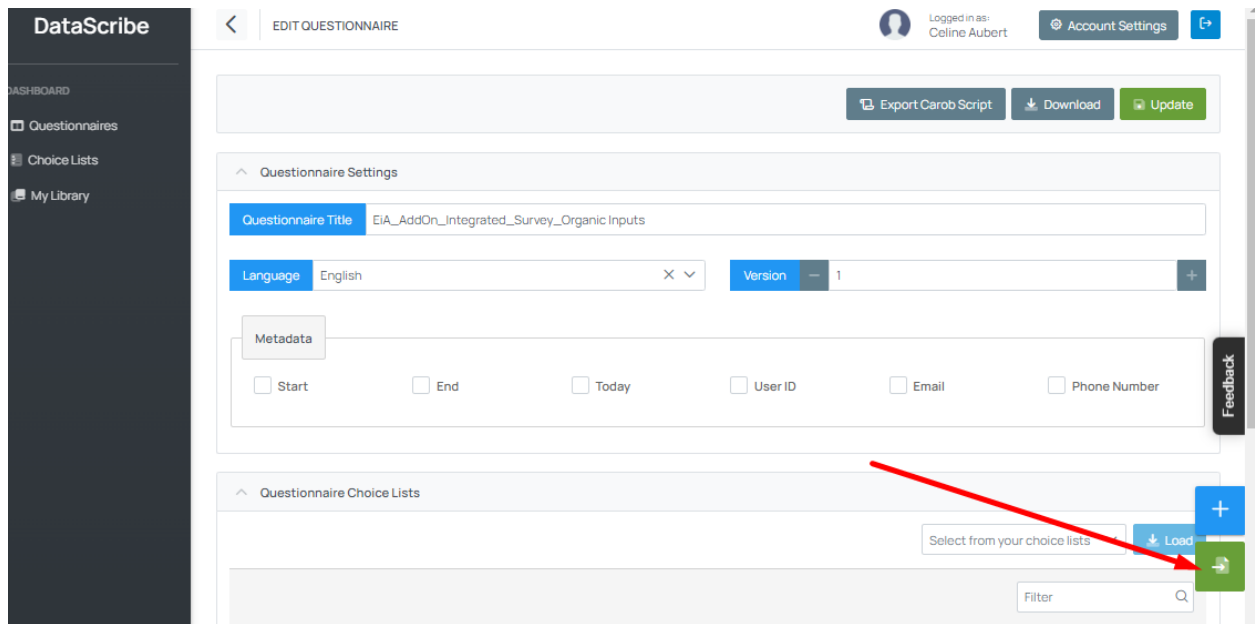 DataScribe
EDIT QUESTIONNAIRE
Logged in as:
Celine Aubert
Account Settings
DASHBOARD
Questionnaires
Choice Lists
My Library
Export Carob Script
Download
Update
Questionnaire Settings
Questionnaire Title EiA_AddOn_Integrated_Survey_Organic Inputs
Language English
Version 1
Metadata
Start End Today User ID Email Phone Number
Feedback
Questionnaire Choice Lists
Select from your choice lists Load
Filter